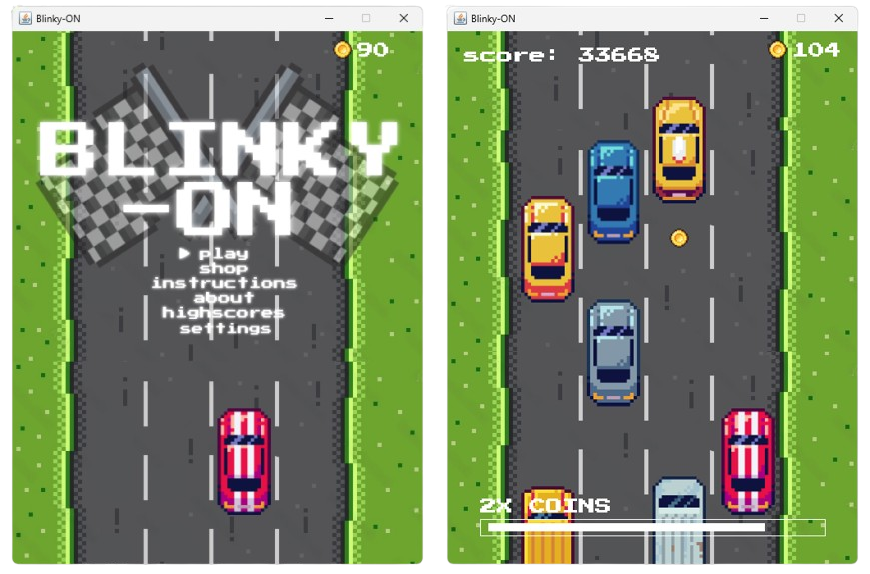 Blinky-ON
90
BLINKY
-ON
play
shop
instructions
about
highscores
settings
Blinky-ON
score: 33668
104
2X COINS